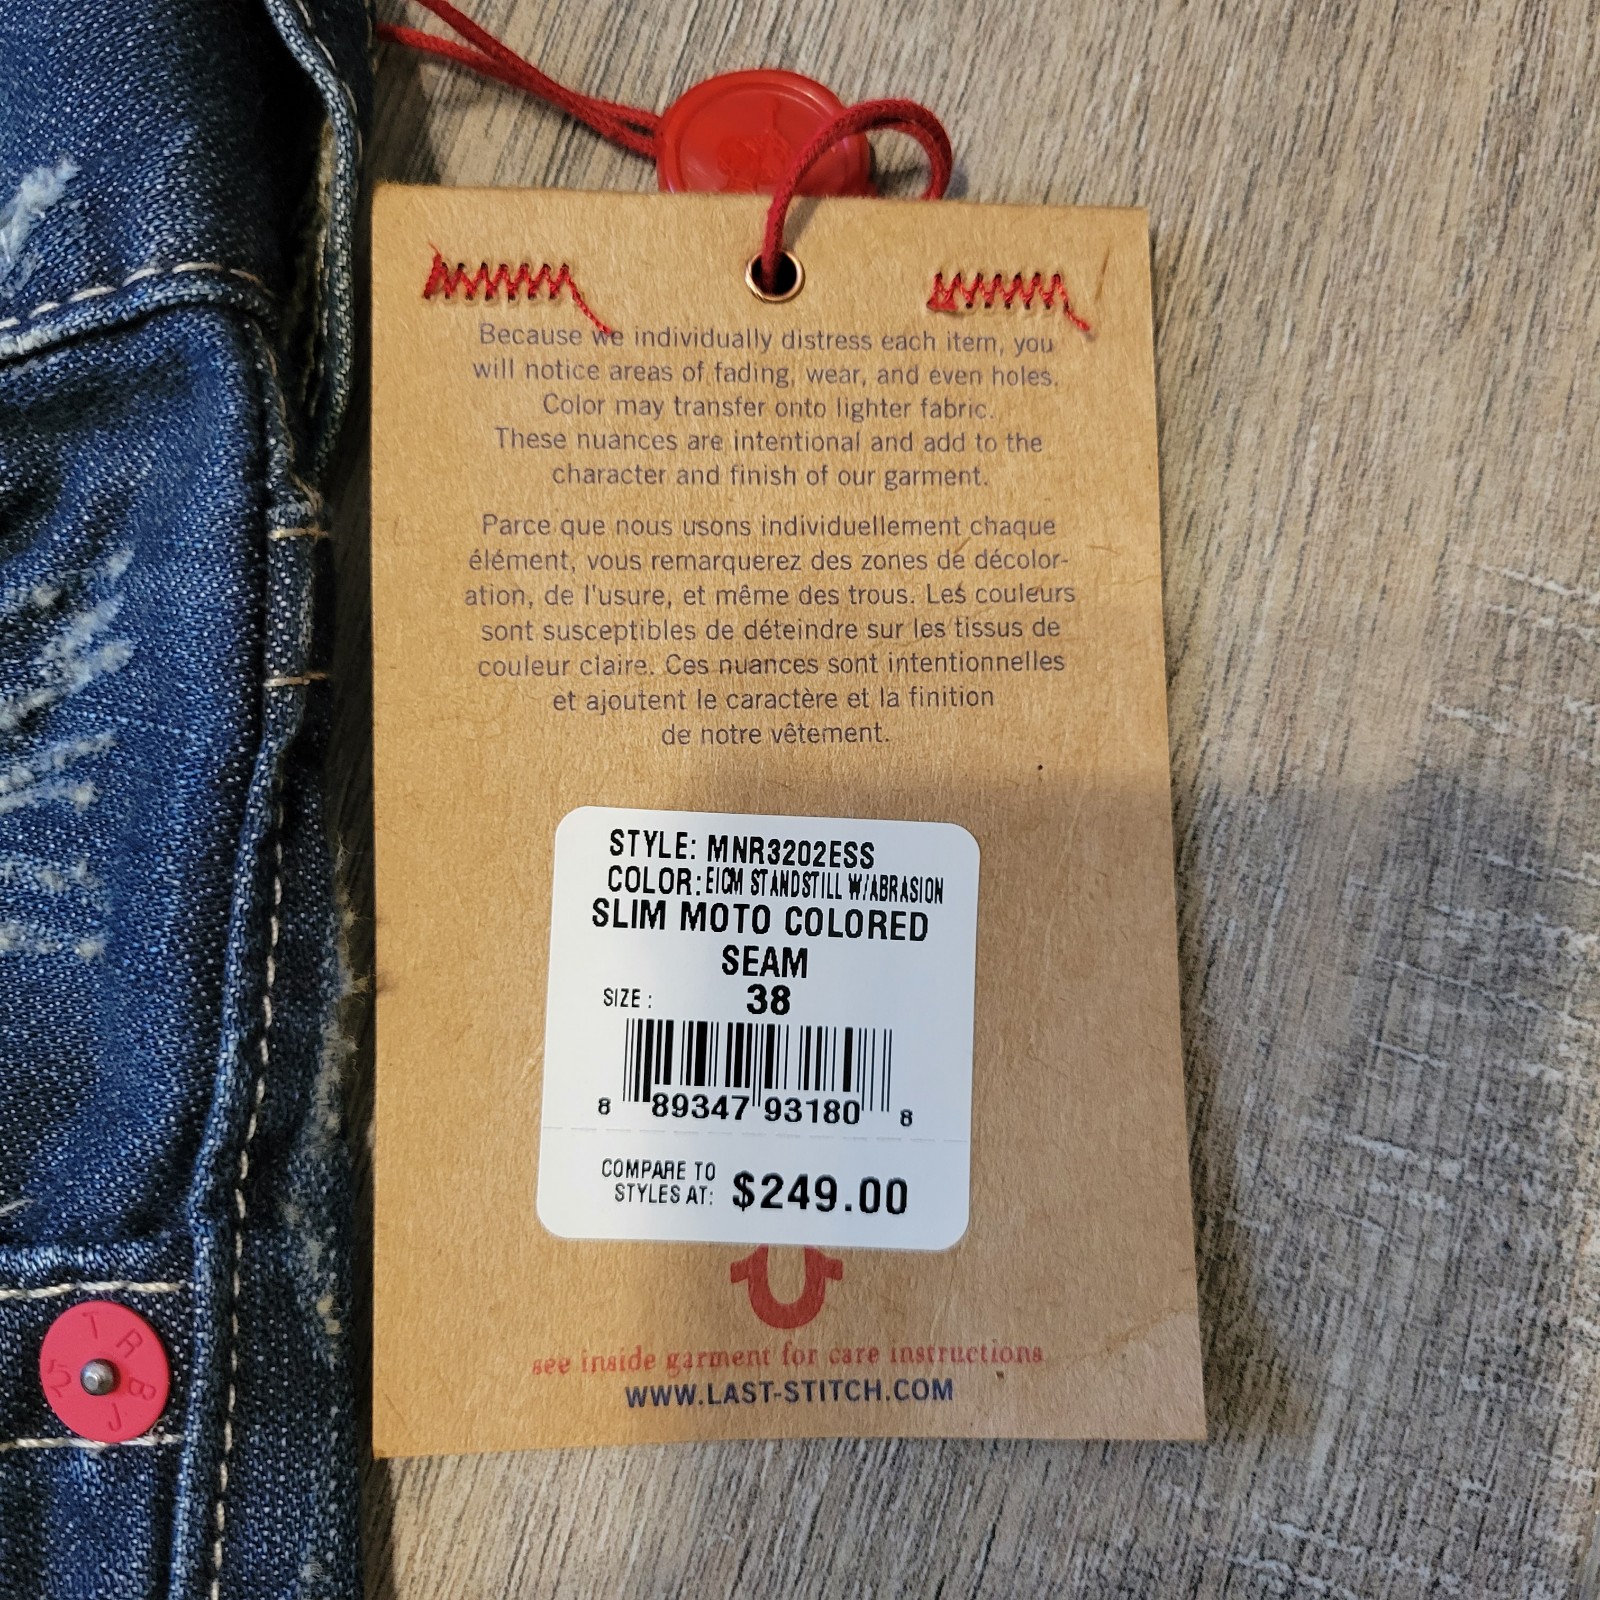 Because we individually distress each item, you
will notice areas of fading, wear, and even holes.
Color may transfer onto lighter fabric.
These nuances are intentional and add to the
character and finish of our garment.
Parce que nous usons individuellement chaque
élément, vous remarquerez des zones de décolor-
ation, de l'usure, et même des trous. Les couleurs
sont susceptibles de déteindre sur les tissus de
couleur claire. Ces nuances sont intentionnelles
et ajoutent le caractère et la finition
de notre vêtement.
STYLE: MNR3202ESS
COLOR: EICM STANDSTILL W/ABRASION
SLIM MOTO COLORED
SEAM
SIZE: 38
8 89347 93180 8
COMPARE TO
STYLES AT: $249.00
see inside garment for care instructions
WWW.LAST-STITCH.COM
T R B J